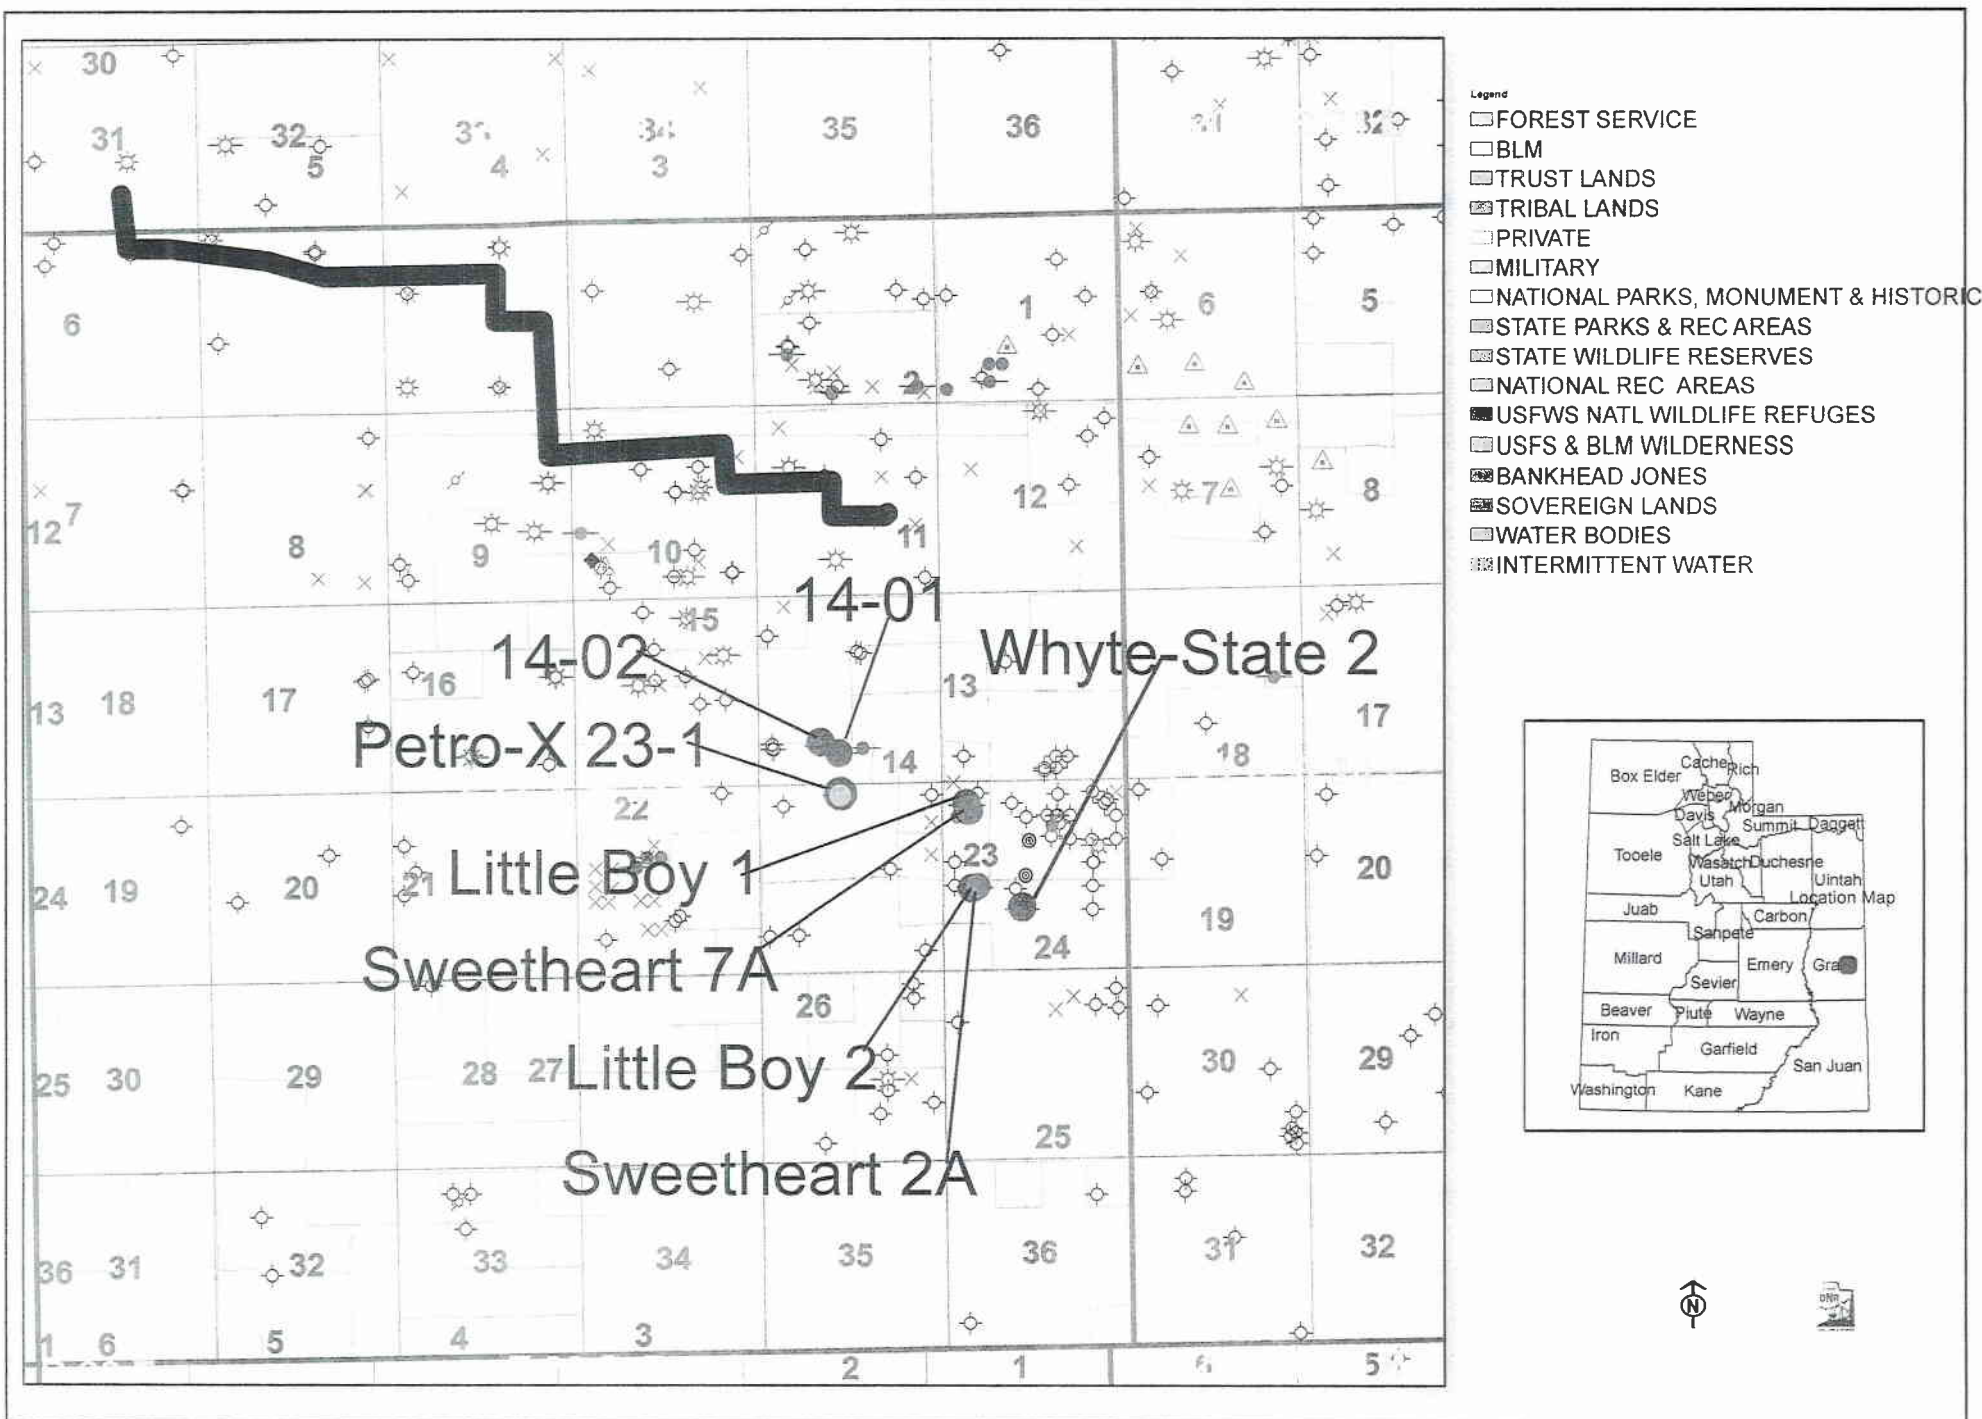 30
31 32 33 34 35 36 31 32
5 4 3
6 1 6 5
2
12 7 8 9 10 11 12 7 8
14-01
15
14-02
Whyte-State 2
13 18 17 16 13 17
Petro-X 23-1
14 18
22
Little Boy 1
23
24 19 20 21 20
Sweetheart 7A
24 19
26
Little Boy 2
25 30 29 28 27 30 29
25
Sweetheart 2A
36 31 32 33 34 35 36 31 32
1 6 5 4 3
2 1 6 5
Legend
FOREST SERVICE
BLM
TRUST LANDS
TRIBAL LANDS
PRIVATE
MILITARY
NATIONAL PARKS, MONUMENT & HISTORIC
STATE PARKS & REC AREAS
STATE WILDLIFE RESERVES
NATIONAL REC AREAS
USFWS NATL WILDLIFE REFUGES
USFS & BLM WILDERNESS
BANKHEAD JONES
SOVEREIGN LANDS
WATER BODIES
INTERMITTENT WATER
Cache
Rich
Box Elder
Weber
Morgan
Davis
Summit
Daggett
Salt Lake
Tooele
Wasatch
Duchesne
Utah
Uintah
Location Map
Juab
Carbon
Sanpete
Millard
Emery
Gra
Sevier
Beaver
Piute
Wayne
Iron
Garfield
San Juan
Washington
Kane
N
DNR